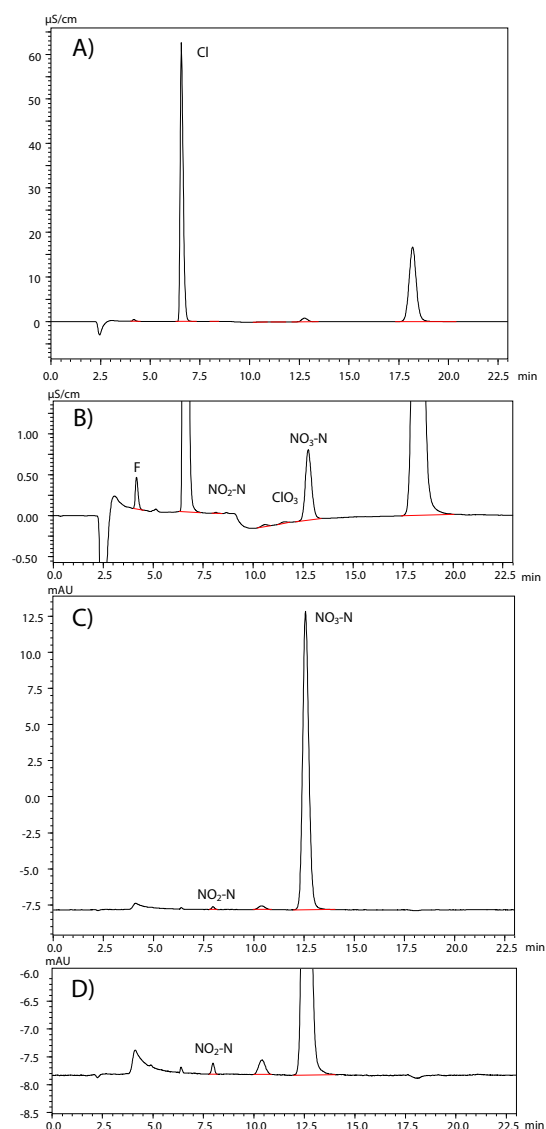 µS/cm
A)
Cl
60
50
40
30
20
10
0
0.0 2.5 5.0 7.5 10.0 12.5 15.0 17.5 20.0 22.5 min
µS/cm
B)
1.00
NO₃-N
0.50
F
NO₂-N
ClO₃
0.00
-0.50
0.0 2.5 5.0 7.5 10.0 12.5 15.0 17.5 20.0 22.5 min
mAU
C)
NO₃-N
12.5
10.0
7.5
5.0
2.5
0.0
-2.5
-5.0
NO₂-N
-7.5
0.0 2.5 5.0 7.5 10.0 12.5 15.0 17.5 20.0 22.5 min
mAU
-6.0
D)
-6.5
-7.0
NO₂-N
-7.5
-8.0
-8.5
0.0 2.5 5.0 7.5 10.0 12.5 15.0 17.5 20.0 22.5 min